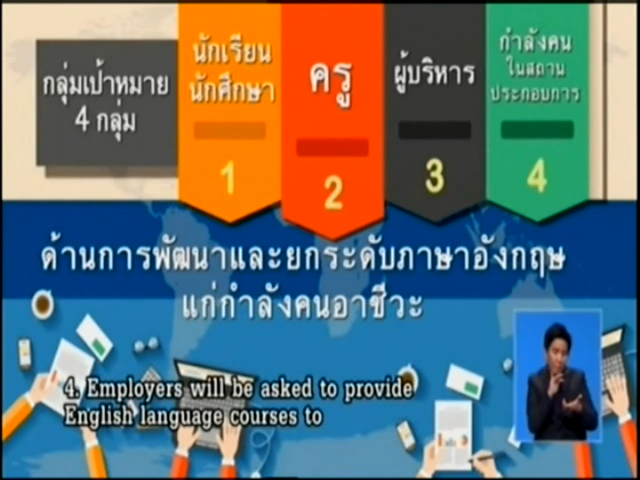 กลุ่มเป้าหมาย
4 กลุ่ม
นักเรียน
นักศึกษา
1
ครู
2
ผู้บริหาร
3
กำลังคน
ในสถาน
ประกอบการ
4
ด้านการพัฒนาและยกระดับภาษาอังกฤษ
แก่กำลังคนอาชีวะ
4. Employers will be asked to provide
English language courses to